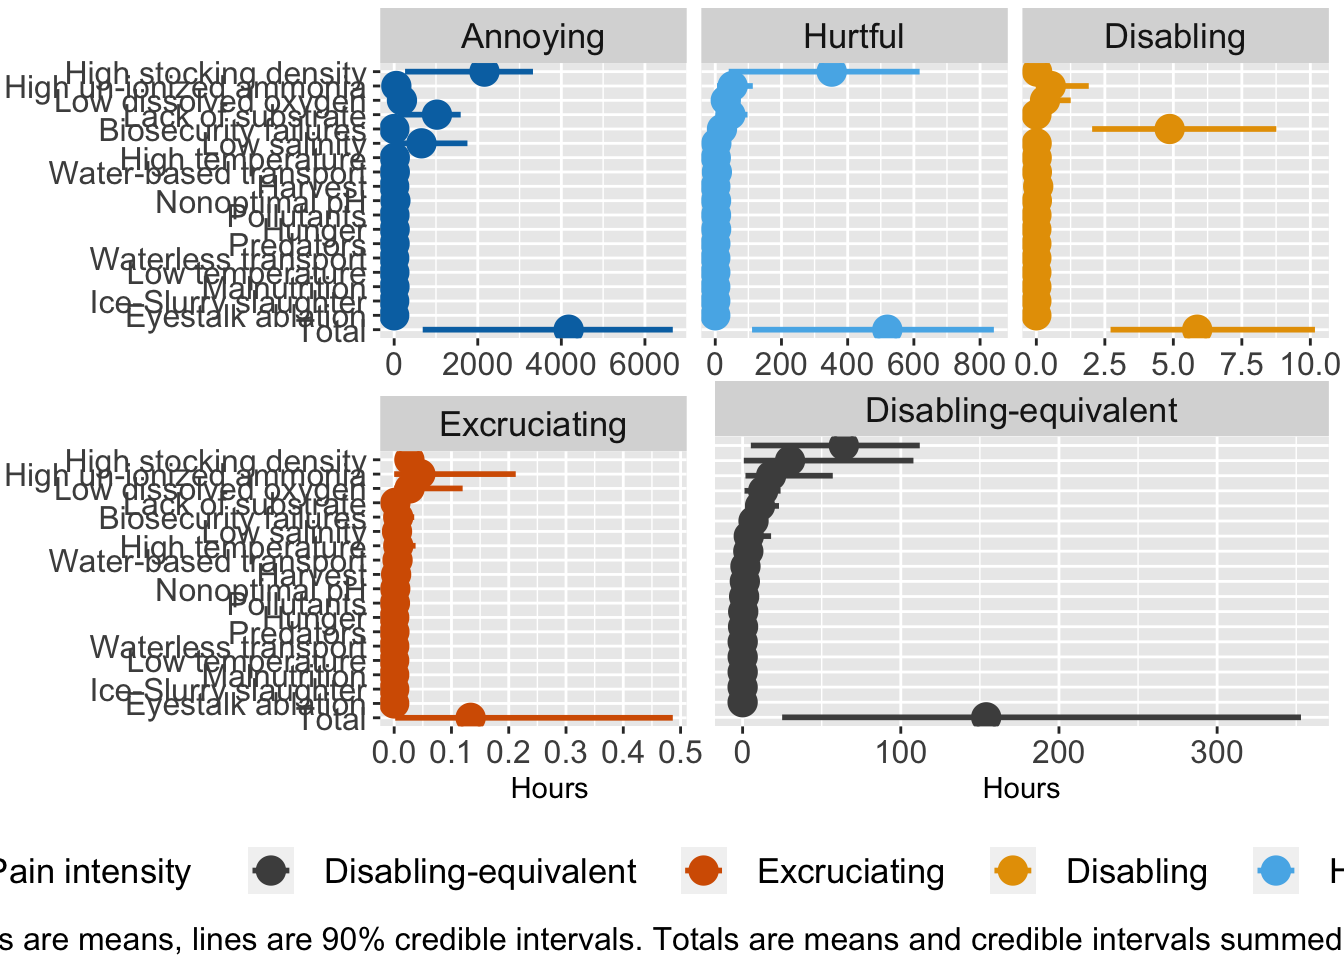 Annoying
Hurtful
Disabling
High stocking density
High un-ionized ammonia
Low dissolved oxygen
Lack of substrate
Biosecurity failures
Low salinity
High temperature
Water-based transport
Harvest
Nonoptimal pH
Pollutants
Hunger
Predators
Waterless transport
Low temperature
Malnutrition
Ice-Slurry slaughter
Eyestalk ablation
Total
0 2000 4000 6000
0 200 400 600 800
0.0 2.5 5.0 7.5 10.0
Excruciating
Disabling-equivalent
High stocking density
High un-ionized ammonia
Low dissolved oxygen
Lack of substrate
Biosecurity failures
Low salinity
High temperature
Water-based transport
Harvest
Nonoptimal pH
Pollutants
Hunger
Predators
Waterless transport
Low temperature
Malnutrition
Ice-Slurry slaughter
Eyestalk ablation
Total
0.0 0.1 0.2 0.3 0.4 0.5
0 100 200 300
Hours
Hours
Pain intensity Disabling-equivalent Excruciating Disabling H
s are means, lines are 90% credible intervals. Totals are means and credible intervals summed